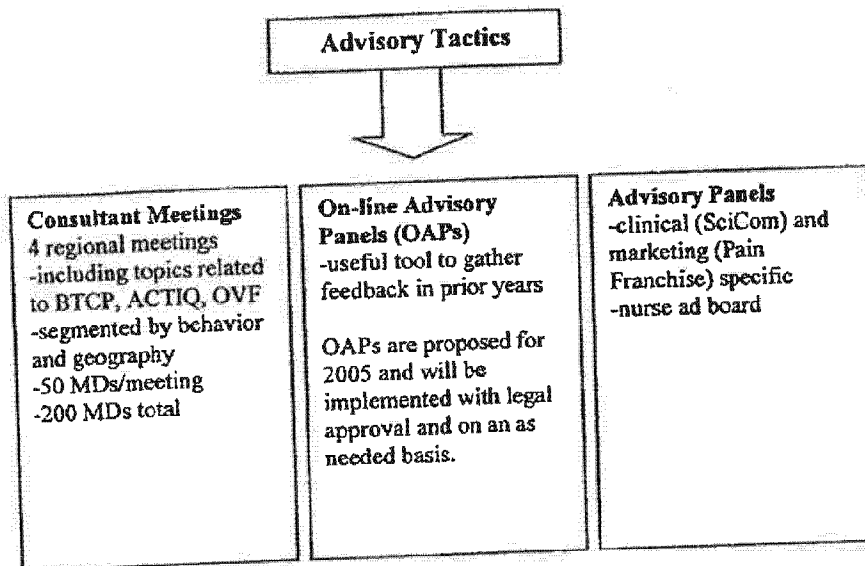 Advisory Tactics
Consultant Meetings
4 regional meetings
-including topics related
to BTCP, ACTIQ, OVF
-segmented by behavior
and geography
-50 MDs/meeting
-200 MDs total
On-line Advisory
Panels (OAPs)
-useful tool to gather
feedback in prior years
OAPs are proposed for
2005 and will be
implemented with legal
approval and on an as
needed basis.
Advisory Panels
-clinical (SciCom) and
marketing (Pain
Franchise) specific
-nurse ad board